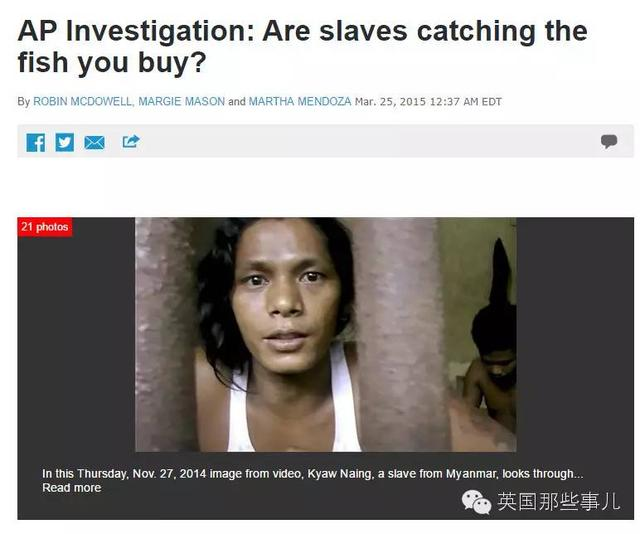 AP Investigation: Are slaves catching the
fish you buy?
By ROBIN MCDOWELL, MARGIE MASON and MARTHA MENDOZA Mar. 25, 2015 12:37 AM EDT
21 photos
In this Thursday, Nov. 27, 2014 image from video, Kyaw Naing, a slave from Myanmar, looks through...
Read more
英国那些事儿